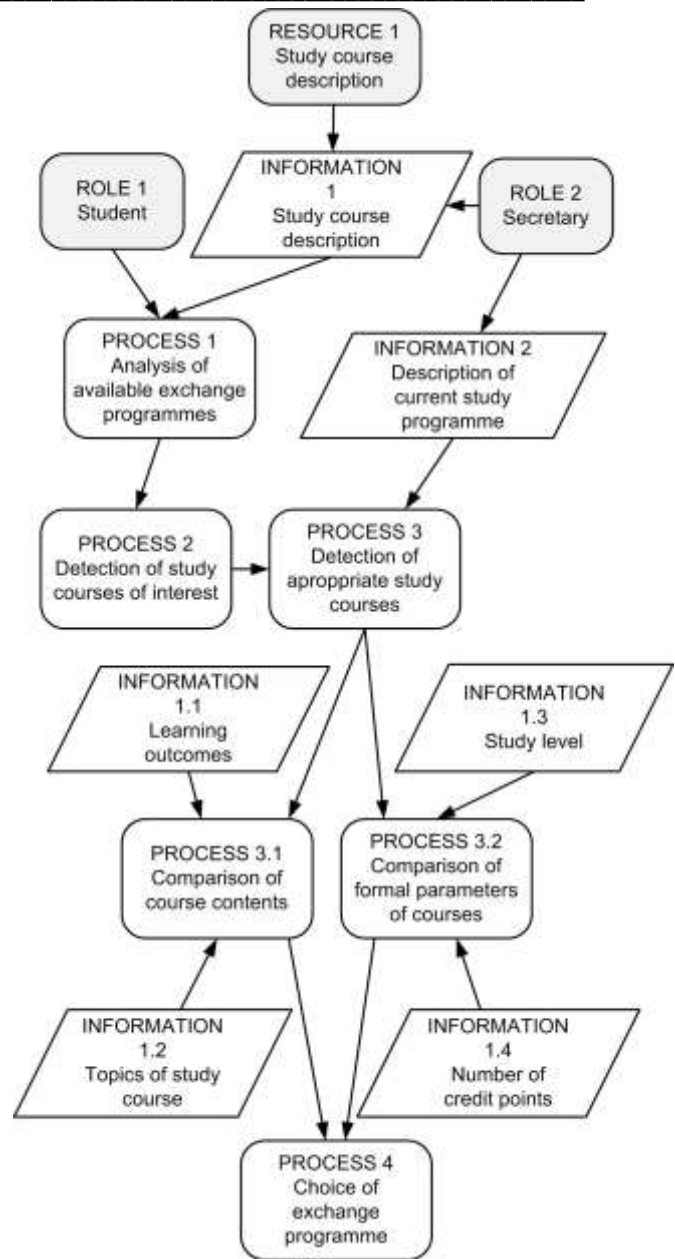 RESOURCE 1
Study course
description
INFORMATION
1
Study course
description
ROLE 1
Student
ROLE 2
Secretary
PROCESS 1
Analysis of
available exchange
programmes
INFORMATION 2
Description of
current study
programme
PROCESS 2
Detection of study
courses of interest
PROCESS 3
Detection of
aproppriate study
courses
INFORMATION
1.1
Learning
outcomes
INFORMATION
1.3
Study level
PROCESS 3.1
Comparison of
course contents
PROCESS 3.2
Comparison of
formal parameters
of courses
INFORMATION
1.2
Topics of study
course
INFORMATION
1.4
Number of
credit points
PROCESS 4
Choice of
exchange
programme